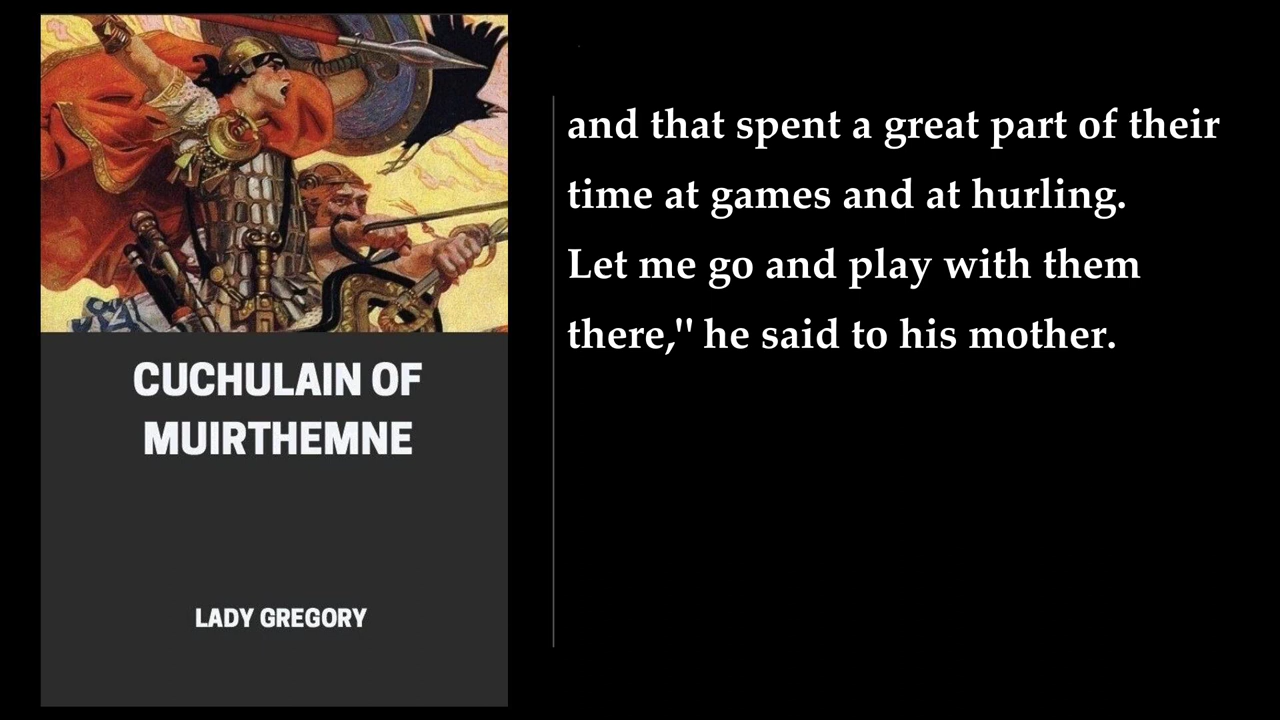 CUCHULAIN OF
MUIRTHEMNE
LADY GREGORY
and that spent a great part of their
time at games and at hurling.
Let me go and play with them
there," he said to his mother.